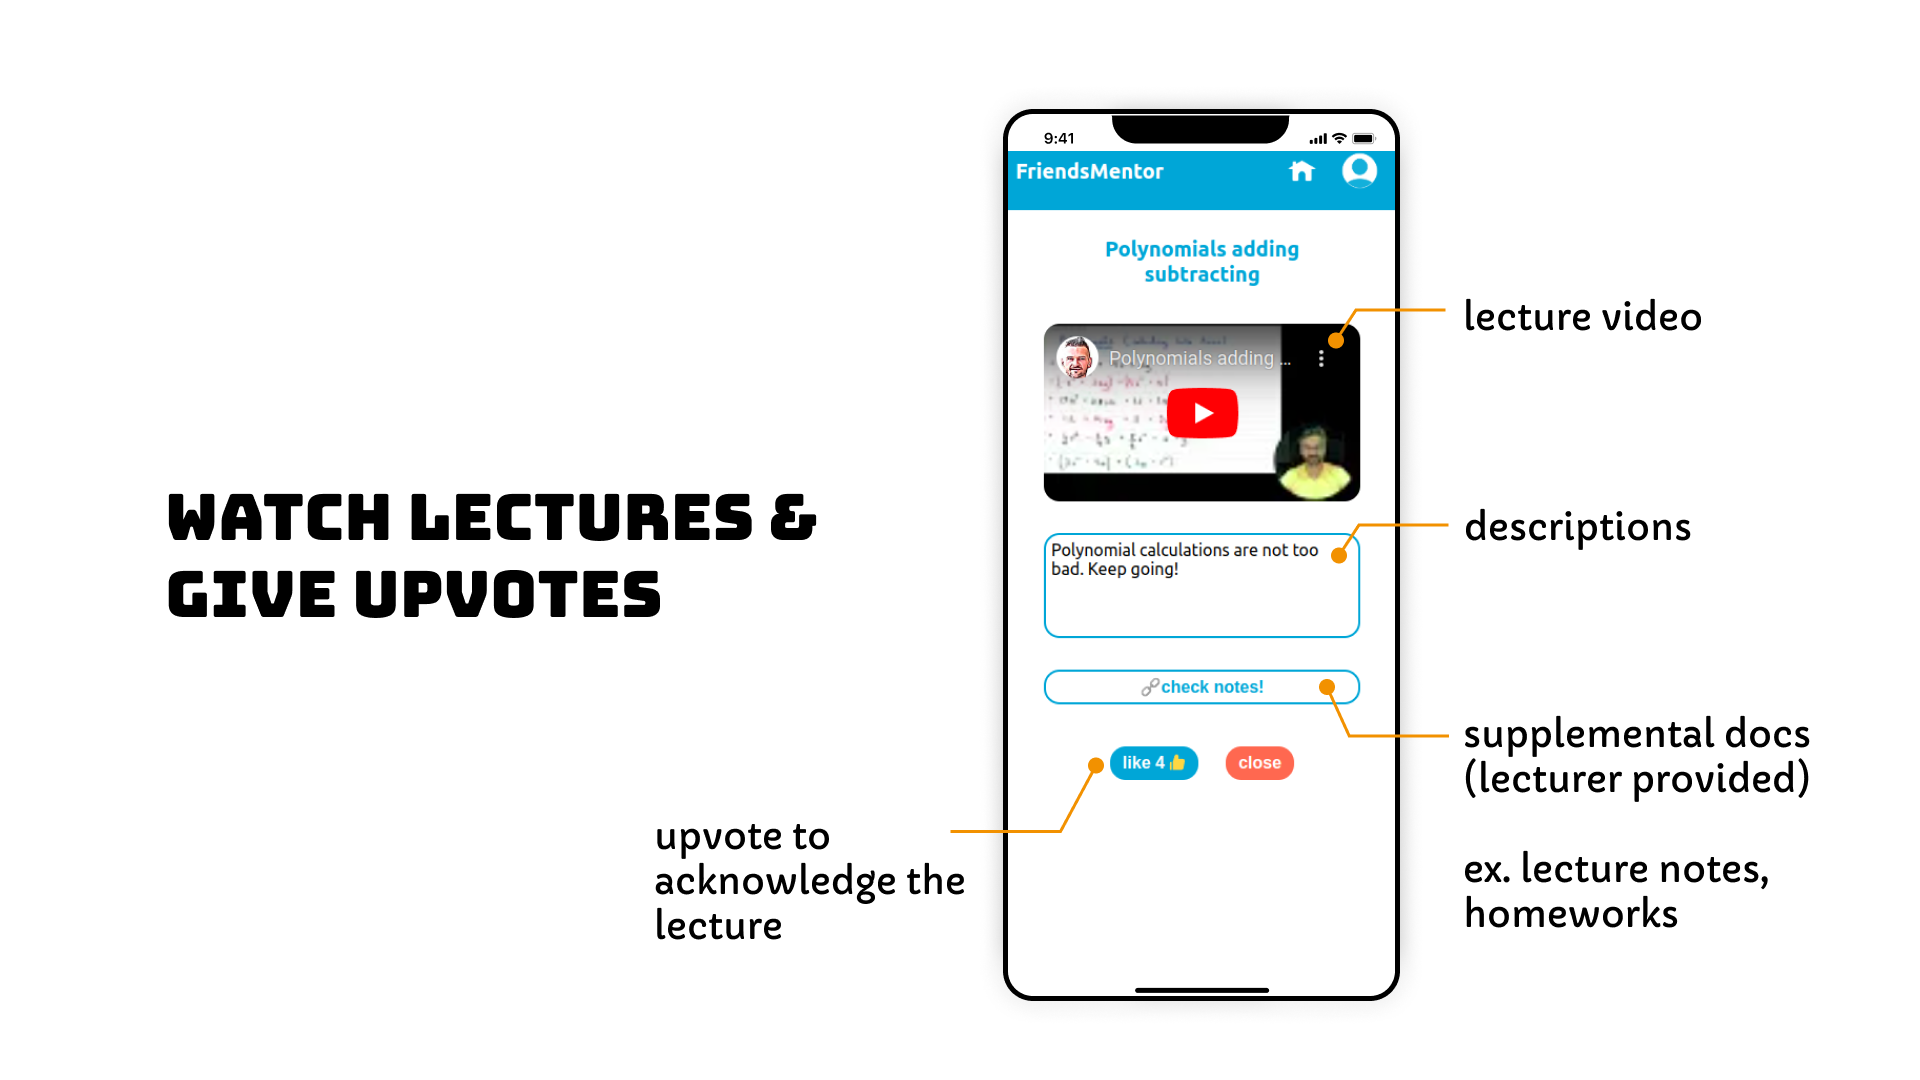 WATCH LECTURES &
GIVE UPVOTES
9:41
FriendsMentor
Polynomials adding
subtracting
Polynomials adding ...
Polynomial calculations are not too
bad. Keep going!
check notes!
like 4👍
close
lecture video
descriptions
supplemental docs
(lecturer provided)
ex. lecture notes,
homeworks
upvote to
acknowledge the
lecture